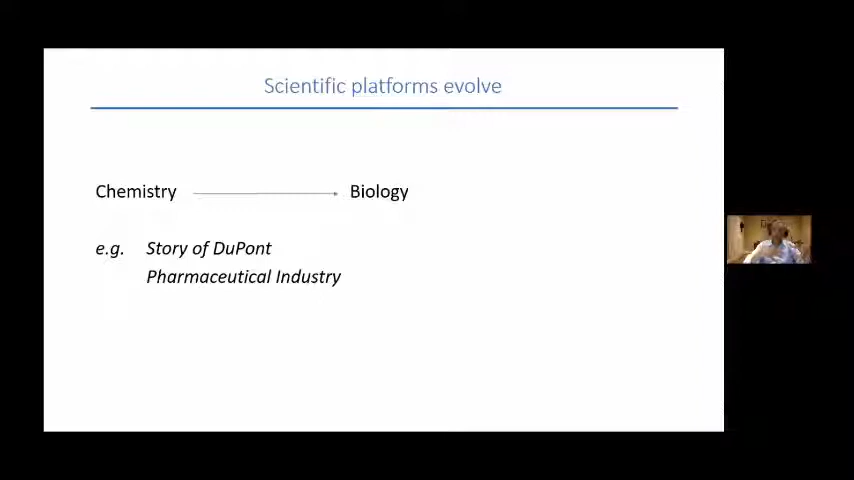 Scientific platforms evolve
Chemistry Biology
e.g. Story of DuPont
Pharmaceutical Industry